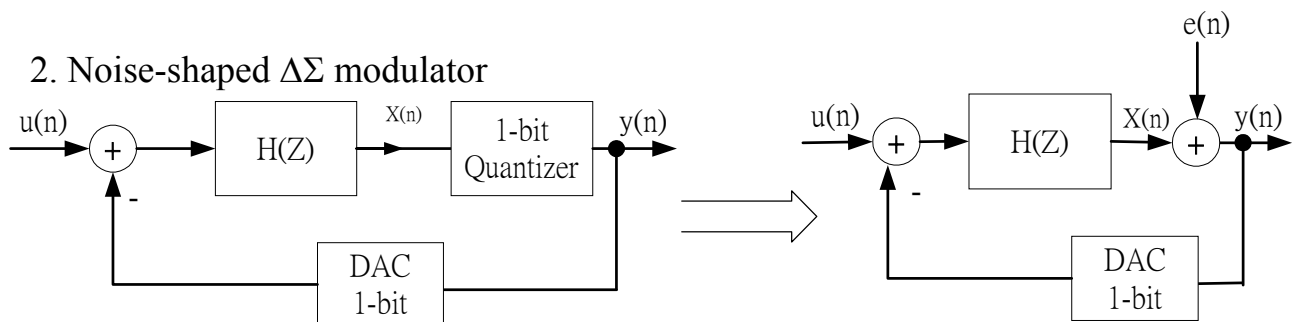 e(n)
2. Noise-shaped ΔΣ modulator
u(n)
+
-
H(Z)
X(n)
1-bit
Quantizer
y(n)
DAC
1-bit
u(n)
+
-
H(Z)
X(n)
+
y(n)
DAC
1-bit